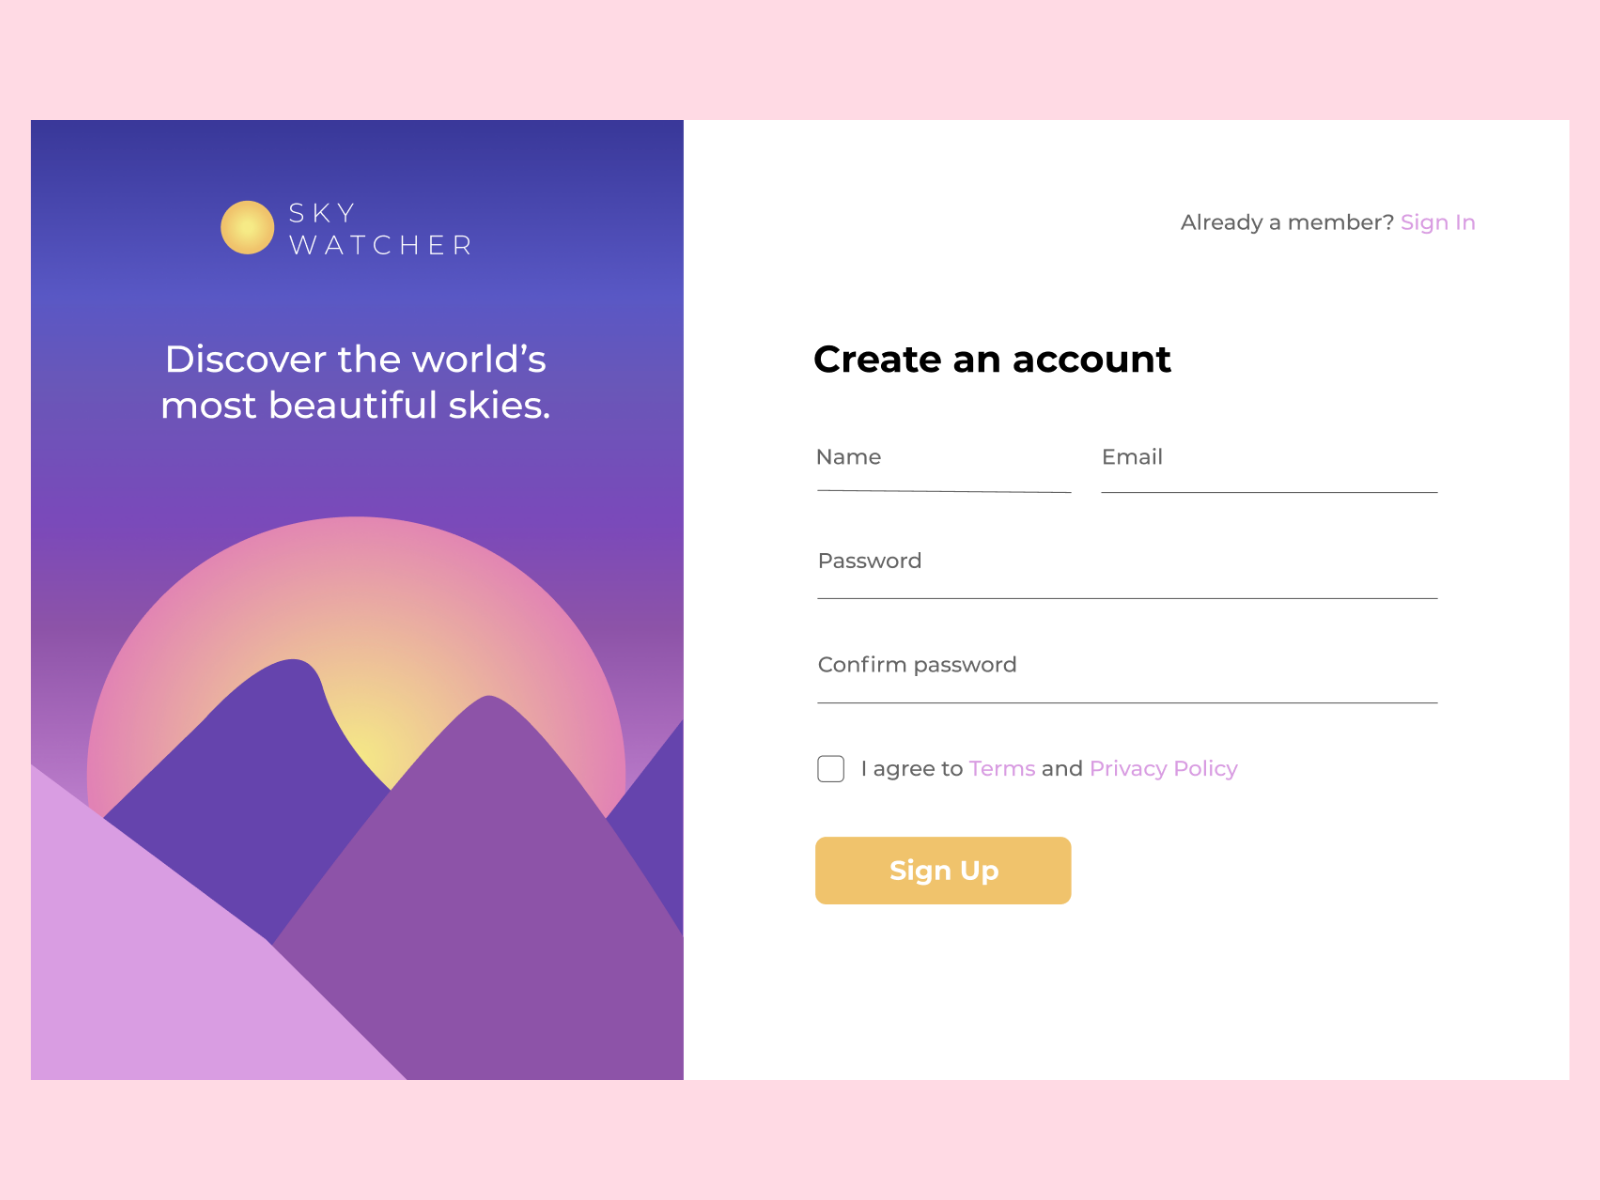 SKY
WATCHER
Discover the world’s
most beautiful skies.
Already a member? Sign In
Create an account
Name
Email
Password
Confirm password
I agree to Terms and Privacy Policy
Sign Up